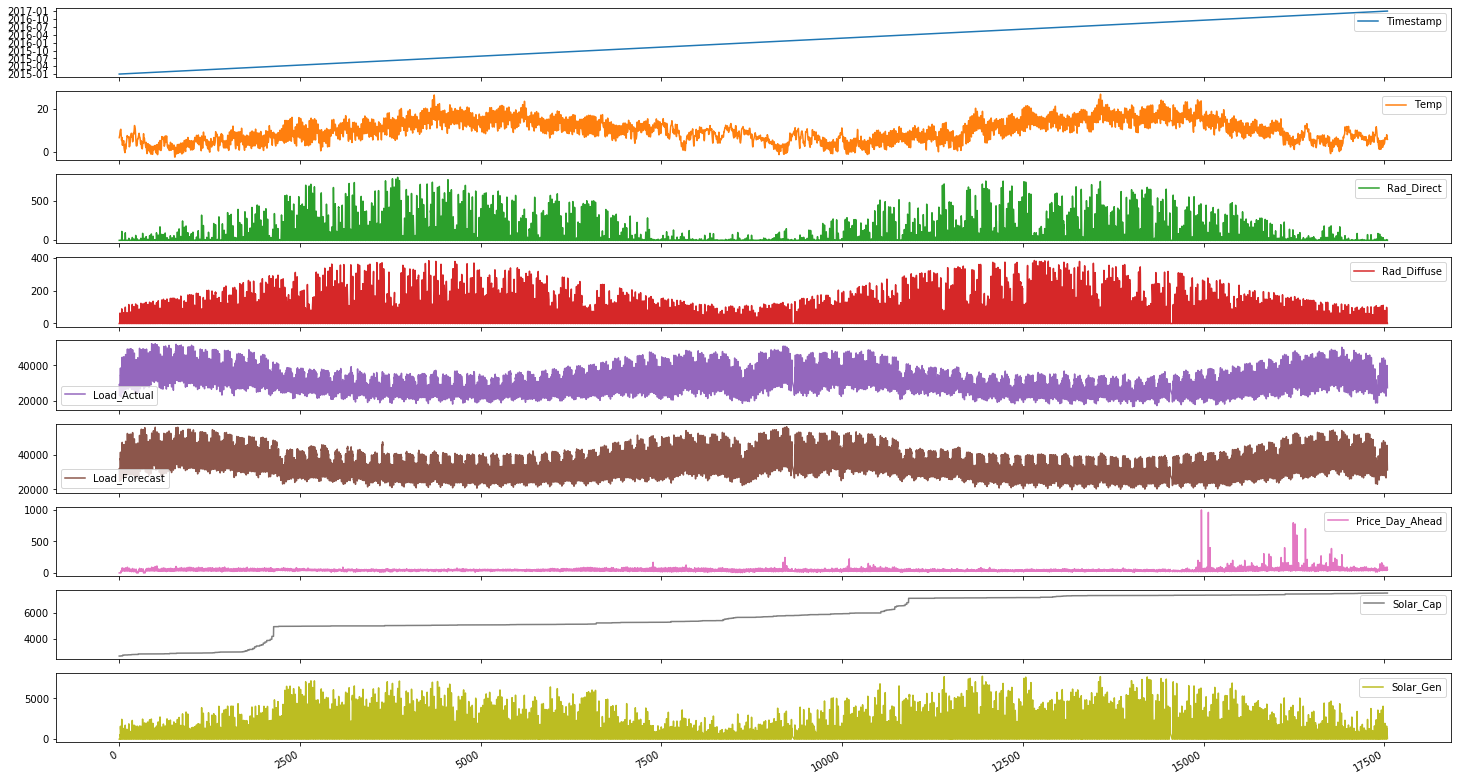 2017-01
2016-10
2016-07
2016-04
2016-01
2015-10
2015-07
2015-04
2015-01
Timestamp
20
0
Temp
500
0
Rad_Direct
400
200
0
Rad_Diffuse
40000
20000
Load_Actual
40000
20000
Load_Forecast
1000
500
0
Price_Day_Ahead
6000
4000
Solar_Cap
5000
0
Solar_Gen
0 2500 5000 7500 10000 12500 15000 17500